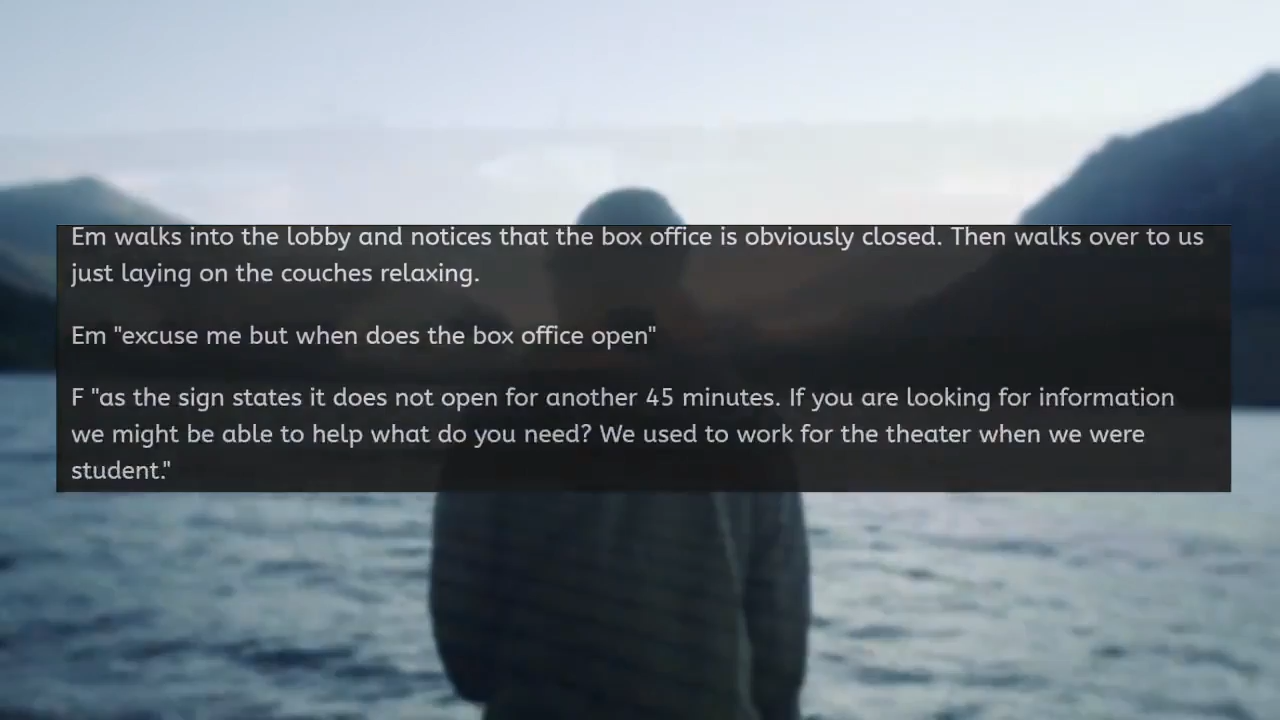 Em walks into the lobby and notices that the box office is obviously closed. Then walks over to us
just laying on the couches relaxing.
Em "excuse me but when does the box office open"
F "as the sign states it does not open for another 45 minutes. If you are looking for information
we might be able to help what do you need? We used to work for the theater when we were
student."